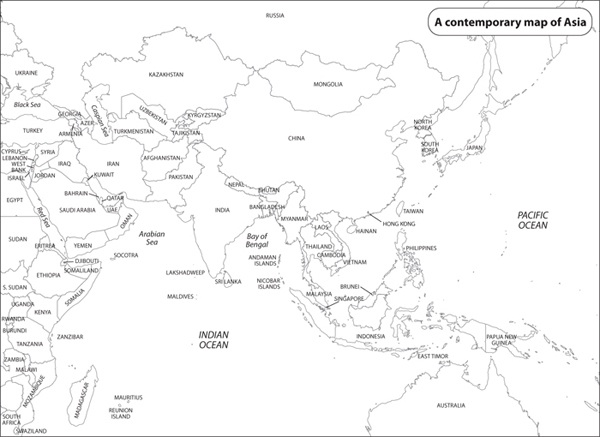 RUSSIA
A contemporary map of Asia
UKRAINE
KAZAKHSTAN
MONGOLIA
Black Sea
Caspian Sea
GEORGIA
ARMENIA
AZER.
UZBEKISTAN
KYRGYZSTAN
TURKEY
TURKMENISTAN
TAJIKISTAN
CHINA
NORTH
KOREA
SOUTH
KOREA
JAPAN
CYPRUS
LEBANON
WEST
BANK
ISRAEL
SYRIA
JORDAN
IRAQ
IRAN
AFGHANISTAN
KUWAIT
PAKISTAN
BAHRAIN
QATAR
UAE
NEPAL
BHUTAN
EGYPT
Red Sea
SAUDI ARABIA
OMAN
INDIA
BANGLADESH
MYANMAR
TAIWAN
HONG KONG
HAINAN
PACIFIC
OCEAN
Arabian
Sea
Bay of
Bengal
LAOS
SUDAN
ERITREA
YEMEN
THAILAND
CAMBODIA
VIETNAM
PHILIPPINES
SOCOTRA
ANDAMAN
ISLANDS
DJIBOUTI
SOMALILAND
ETHIOPIA
LAKSHADWEEP
SRI LANKA
NICOBAR
ISLANDS
S. SUDAN
SOMALIA
MALDIVES
MALAYSIA
BRUNEI
SINGAPORE
UGANDA
KENYA
RWANDA
BURUNDI
ZANZIBAR
INDIAN
OCEAN
INDONESIA
PAPUA NEW
GUINEA
TANZANIA
EAST TIMOR
ZAMBIA
MALAWI
MOZAMBIQUE
MADAGASCAR
MAURITIUS
REUNION
ISLAND
AUSTRALIA
SWAZILAND